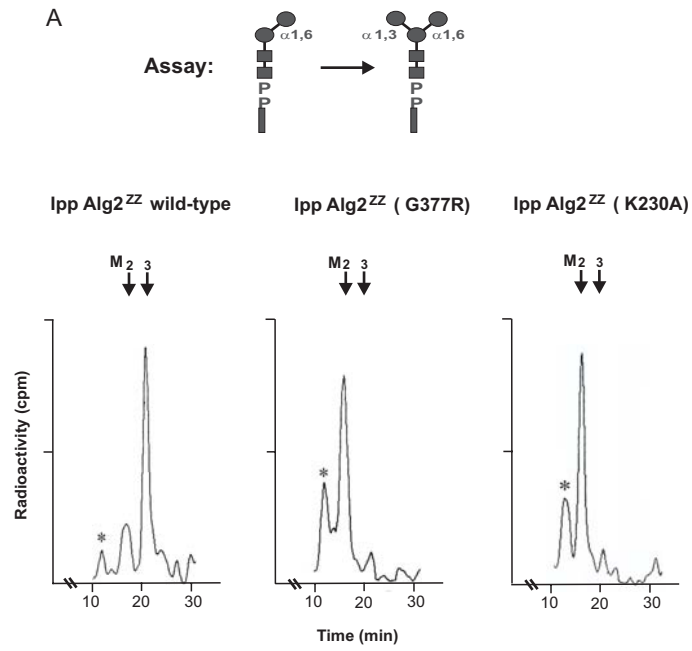 A
α1,6
α1,3 α1,6
Assay:
P P
P P
Ipp Alg2ZZ wild-type
Ipp Alg2ZZ ( G377R)
Ipp Alg2ZZ ( K230A)
M2 3
M2 3
M2 3
Radioactivity (cpm)
*
*
*
10 20 30
10 20 30
10 20 30
Time (min)